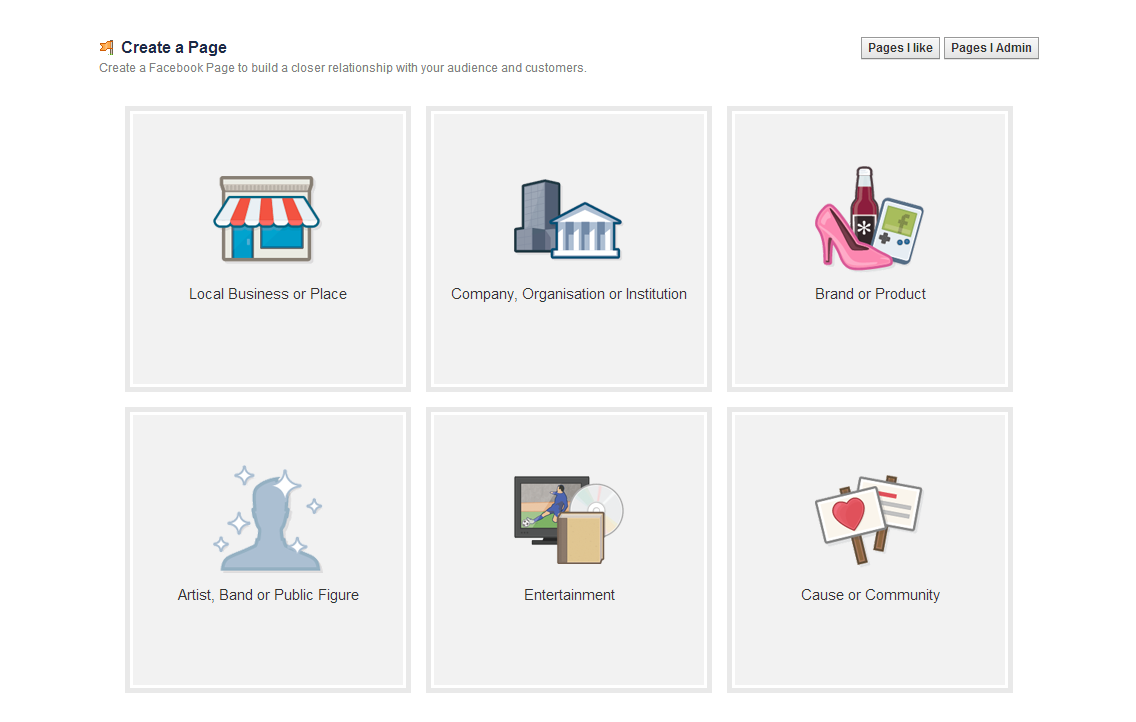 Create a Page
Pages I like
Pages I Admin
Create a Facebook Page to build a closer relationship with your audience and customers.
Local Business or Place
Company, Organisation or Institution
Brand or Product
Artist, Band or Public Figure
Entertainment
Cause or Community